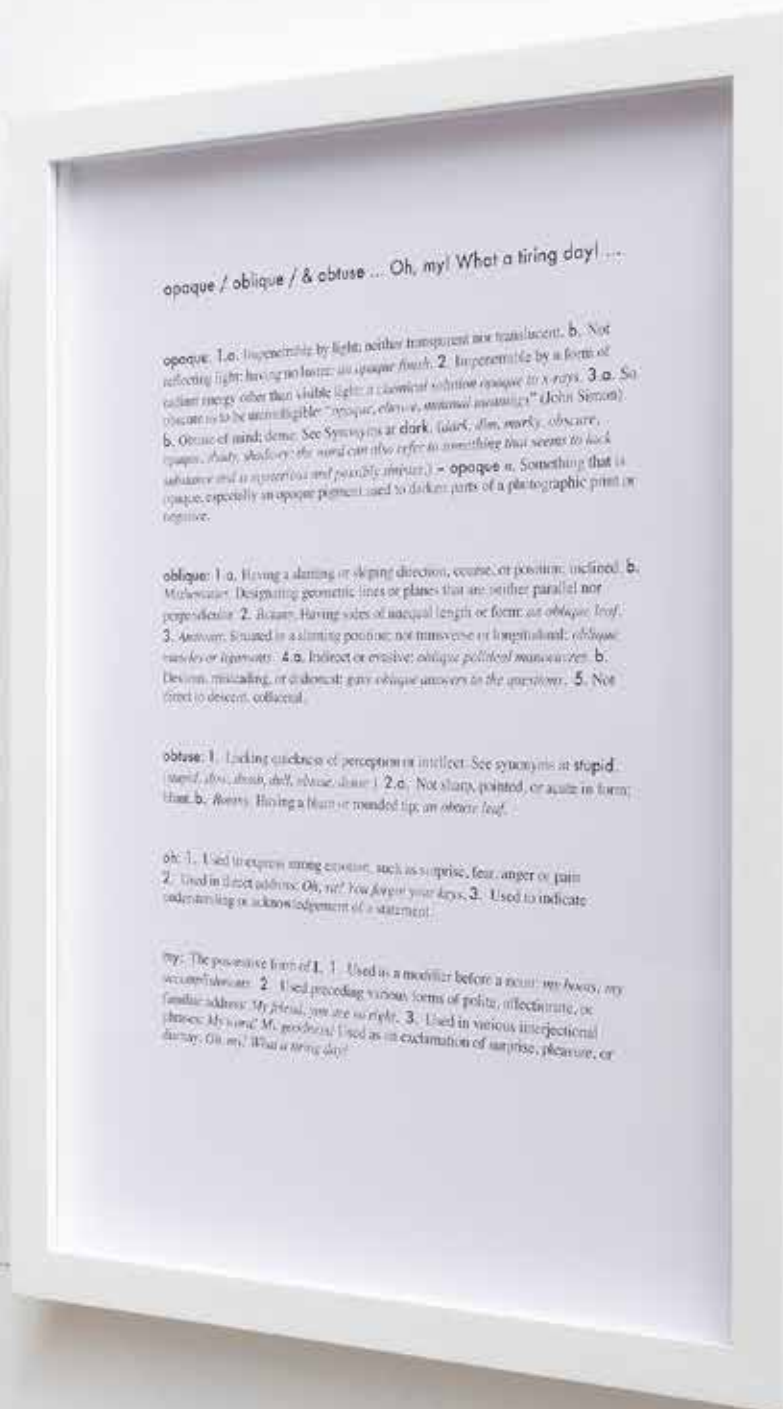 opaque / oblique / & obtuse ... Oh, my! What a tiring day! ...
opaque: 1.a. Impenetrable by light; neither transparent nor translucent. b. Not
reflecting light; having no luster: an opaque finish. 2. Impenetrable by a form of
radiant energy other than visible light: a chemical solution opaque to x-rays. 3.a. So
obscure as to be unintelligible: "opaque, elusive, minimal meanings" (John Simon)
b. Obtuse of mind; dense. See Synonyms at dark. (dark, dim, murky, obscure,
opaque, shady, shadowy: the word can also refer to something that seems to lack
substance and is mysterious and possibly sinister.) – opaque n. Something that is
opaque, especially an opaque pigment used to darken parts of a photographic print or
negative.
oblique: 1.a. Having a slanting or sloping direction, course, or position; inclined. b.
Mathematics. Designating geometric lines or planes that are neither parallel nor
perpendicular. 2. Botany. Having sides of unequal length or form: an oblique leaf.
3. Anatomy. Situated in a slanting position; not transverse or longitudinal: oblique
muscles or ligaments. 4.a. Indirect or evasive: oblique political manoeuvres. b.
Devious, misleading, or dishonest: gave oblique answers to the questions. 5. Not
direct in descent, collateral.
obtuse: 1. Lacking quickness of perception or intellect. See synonyms at stupid.
(stupid, slow, dumb, dull, obtuse, dense.) 2.a. Not sharp, pointed, or acute in form;
blunt. b. Botany. Having a blunt or rounded tip; an obtuse leaf.
oh: 1. Used to express strong emotion, such as surprise, fear, anger or pain
2. Used in direct address: Oh, sir! You forgot your keys. 3. Used to indicate
understanding or acknowledgement of a statement.
my: The possessive form of I. 1. Used as a modifier before a noun: my boots, my
accomplishments. 2. Used preceding various forms of polite, affectionate, or
familiar address: My friend, you are so right. 3. Used in various interjectional
phrases: My word! My goodness! Used as an exclamation of surprise, pleasure, or
dismay: Oh, my! What a tiring day!